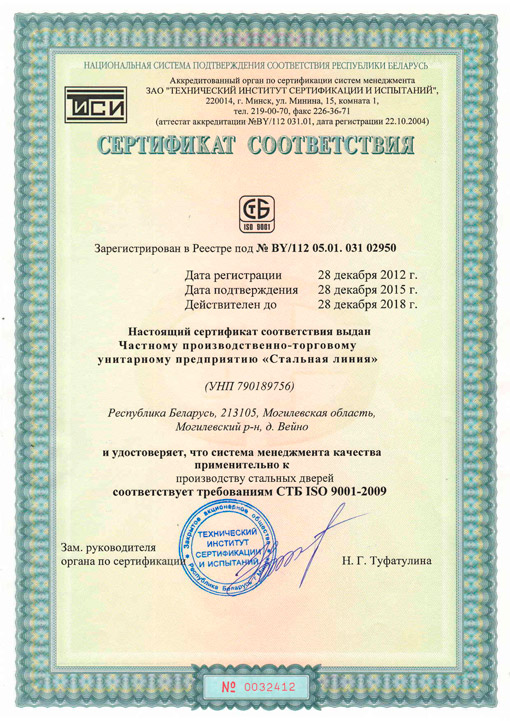 НАЦИОНАЛЬНАЯ СИСТЕМА ПОДТВЕРЖДЕНИЯ СООТВЕТСТВИЯ РЕСПУБЛИКИ БЕЛАРУСЬ
Аккредитованный орган по сертификации систем менеджмента
ЗАО "ТЕХНИЧЕСКИЙ ИНСТИТУТ СЕРТИФИКАЦИИ И ИСПЫТАНИЙ",
220014, г. Минск, ул. Минина, 15, комната 1,
тел. 219-00-70, факс 226-36-71
(аттестат аккредитации №BY/112 031.01, дата регистрации 22.10.2004)
ТИСИ
СЕРТИФИКАТ СООТВЕТСТВИЯ
СТБ
ISO 9001
Зарегистрирован в Реестре под № BY/112 05.01. 031 02950
Дата регистрации 28 декабря 2012 г.
Дата подтверждения 28 декабря 2015 г.
Действителен до 28 декабря 2018 г.
Настоящий сертификат соответствия выдан
Частному производственно-торговому
унитарному предприятию «Стальная линия»
(УНП 790189756)
Республика Беларусь, 213105, Могилевская область,
Могилевский р-н, д. Вейно
и удостоверяет, что система менеджмента качества
применительно к
производству стальных дверей
соответствует требованиям СТБ ISO 9001-2009
Закрытое акционерное общество
ТЕХНИЧЕСКИЙ
ИНСТИТУТ
СЕРТИФИКАЦИИ
И ИСПЫТАНИЙ
Республика Беларусь
Зам. руководителя
органа по сертификации
Н. Г. Туфатулина
№ 0032412